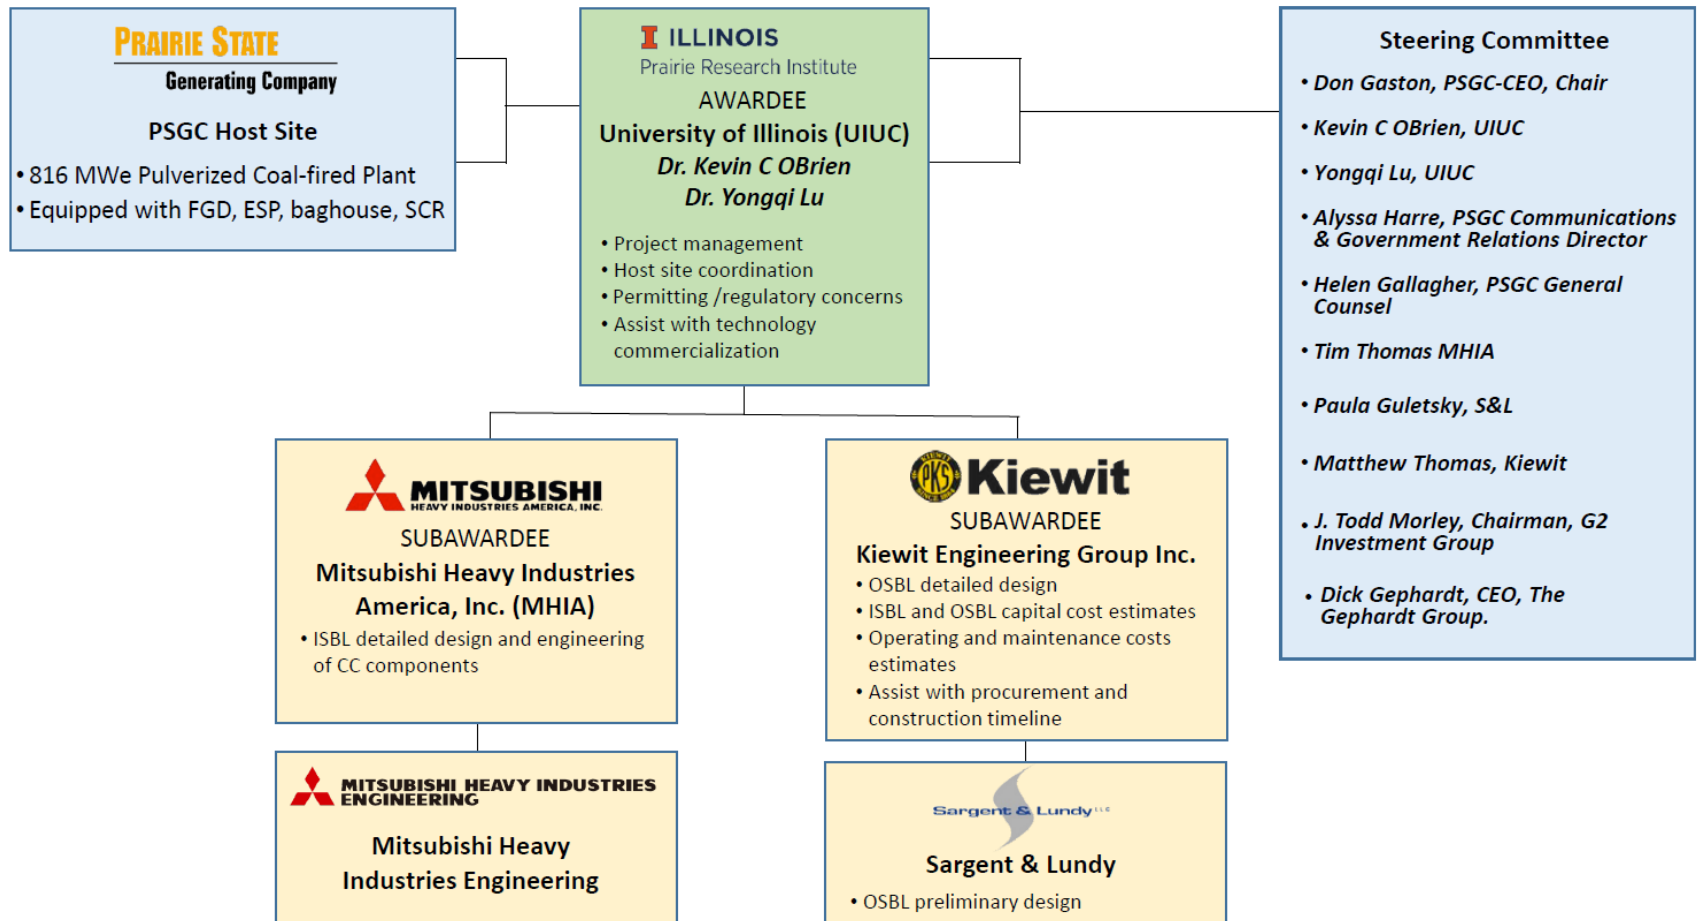 PRAIRIE STATE
Generating Company
PSGC Host Site
• 816 MWe Pulverized Coal-fired Plant
• Equipped with FGD, ESP, baghouse, SCR
I ILLINOIS
Prairie Research Institute
AWARDEE
University of Illinois (UIUC)
Dr. Kevin C OBrien
Dr. Yongqi Lu
• Project management
• Host site coordination
• Permitting /regulatory concerns
• Assist with technology
commercialization
Steering Committee
• Don Gaston, PSGC-CEO, Chair
• Kevin C OBrien, UIUC
• Yongqi Lu, UIUC
• Alyssa Harre, PSGC Communications
& Government Relations Director
• Helen Gallagher, PSGC General
Counsel
• Tim Thomas MHIA
• Paula Guletsky, S&L
• Matthew Thomas, Kiewit
• J. Todd Morley, Chairman, G2
Investment Group
• Dick Gephardt, CEO, The
Gephardt Group.
MITSUBISHI
HEAVY INDUSTRIES AMERICA, INC.
SUBAWARDEE
Mitsubishi Heavy Industries
America, Inc. (MHIA)
• ISBL detailed design and engineering
of CC components
KIEWIT
PKS
Kiewit
SUBAWARDEE
Kiewit Engineering Group Inc.
• OSBL detailed design
• ISBL and OSBL capital cost estimates
• Operating and maintenance costs
estimates
• Assist with procurement and
construction timeline
MITSUBISHI HEAVY INDUSTRIES
ENGINEERING
Mitsubishi Heavy
Industries Engineering
Sargent & Lundy LLC
Sargent & Lundy
• OSBL preliminary design